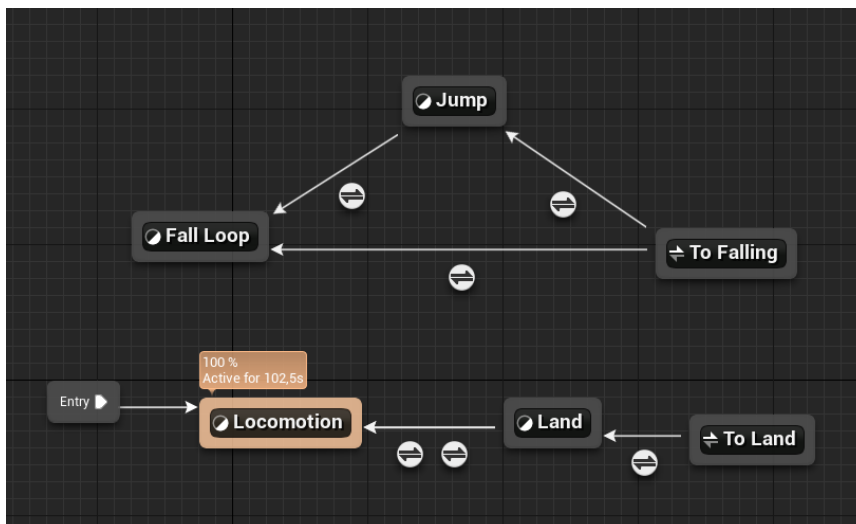 Jump
Fall Loop
To Falling
100 %
Active for 102,5s
Entry
Locomotion
Land
To Land